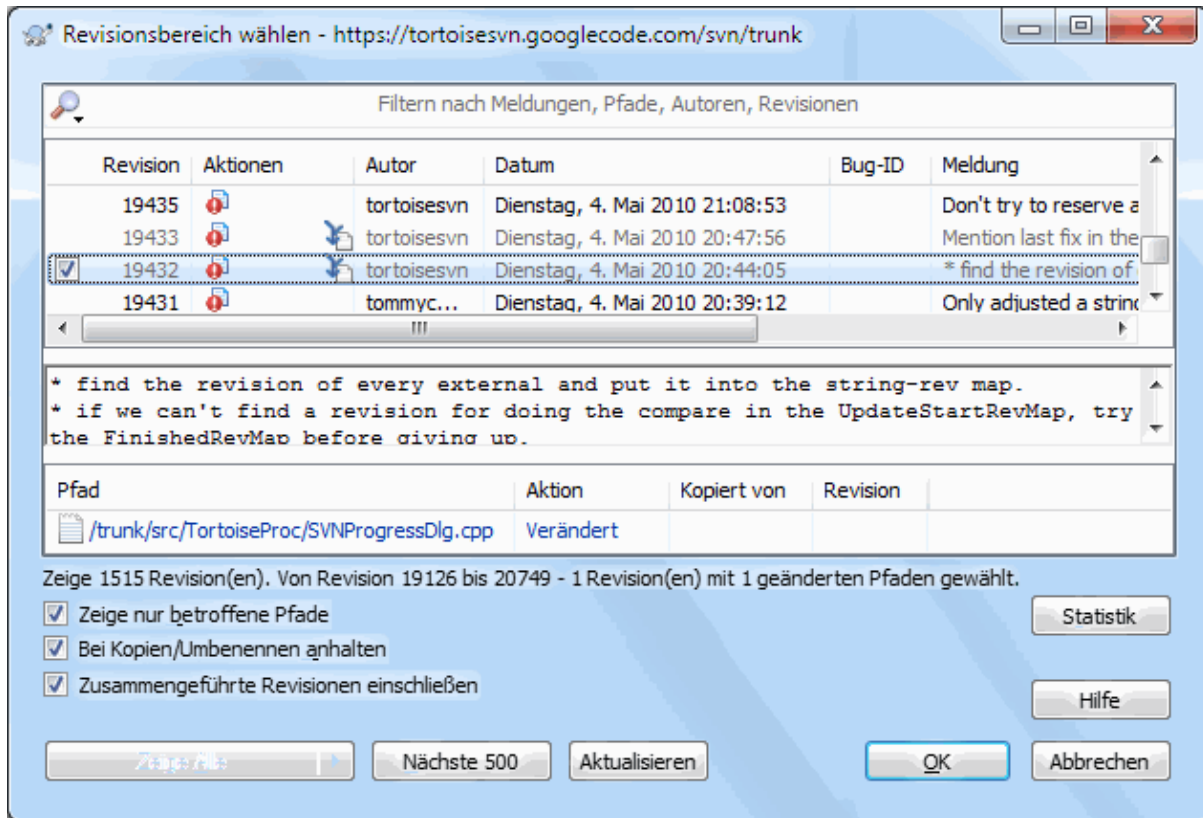 Revisionsbereich wählen - https://tortoisesvn.googlecode.com/svn/trunk
Filtern nach Meldungen, Pfade, Autoren, Revisionen
Revision Aktionen Autor Datum Bug-ID Meldung
19435 tortoisesvn Dienstag, 4. Mai 2010 21:08:53 Don't try to reserve a
19433 tortoisesvn Dienstag, 4. Mai 2010 20:47:56 Mention last fix in the
19432 tortoisesvn Dienstag, 4. Mai 2010 20:44:05 * find the revision of
19431 tommyc... Dienstag, 4. Mai 2010 20:39:12 Only adjusted a string
* find the revision of every external and put it into the string-rev map.
* if we can't find a revision for doing the compare in the UpdateStartRevMap, try
the FinishedRevMap before giving up.
Pfad Aktion Kopiert von Revision
/trunk/src/TortoiseProc/SVNProgressDlg.cpp Verändert
Zeige 1515 Revision(en). Von Revision 19126 bis 20749 - 1 Revision(en) mit 1 geänderten Pfaden gewählt.
Zeige nur betroffene Pfade
Statistik
Bei Kopien/Umbenennen anhalten
Zusammengeführte Revisionen einschließen
Hilfe
Nächste 500 Aktualisieren OK Abbrechen